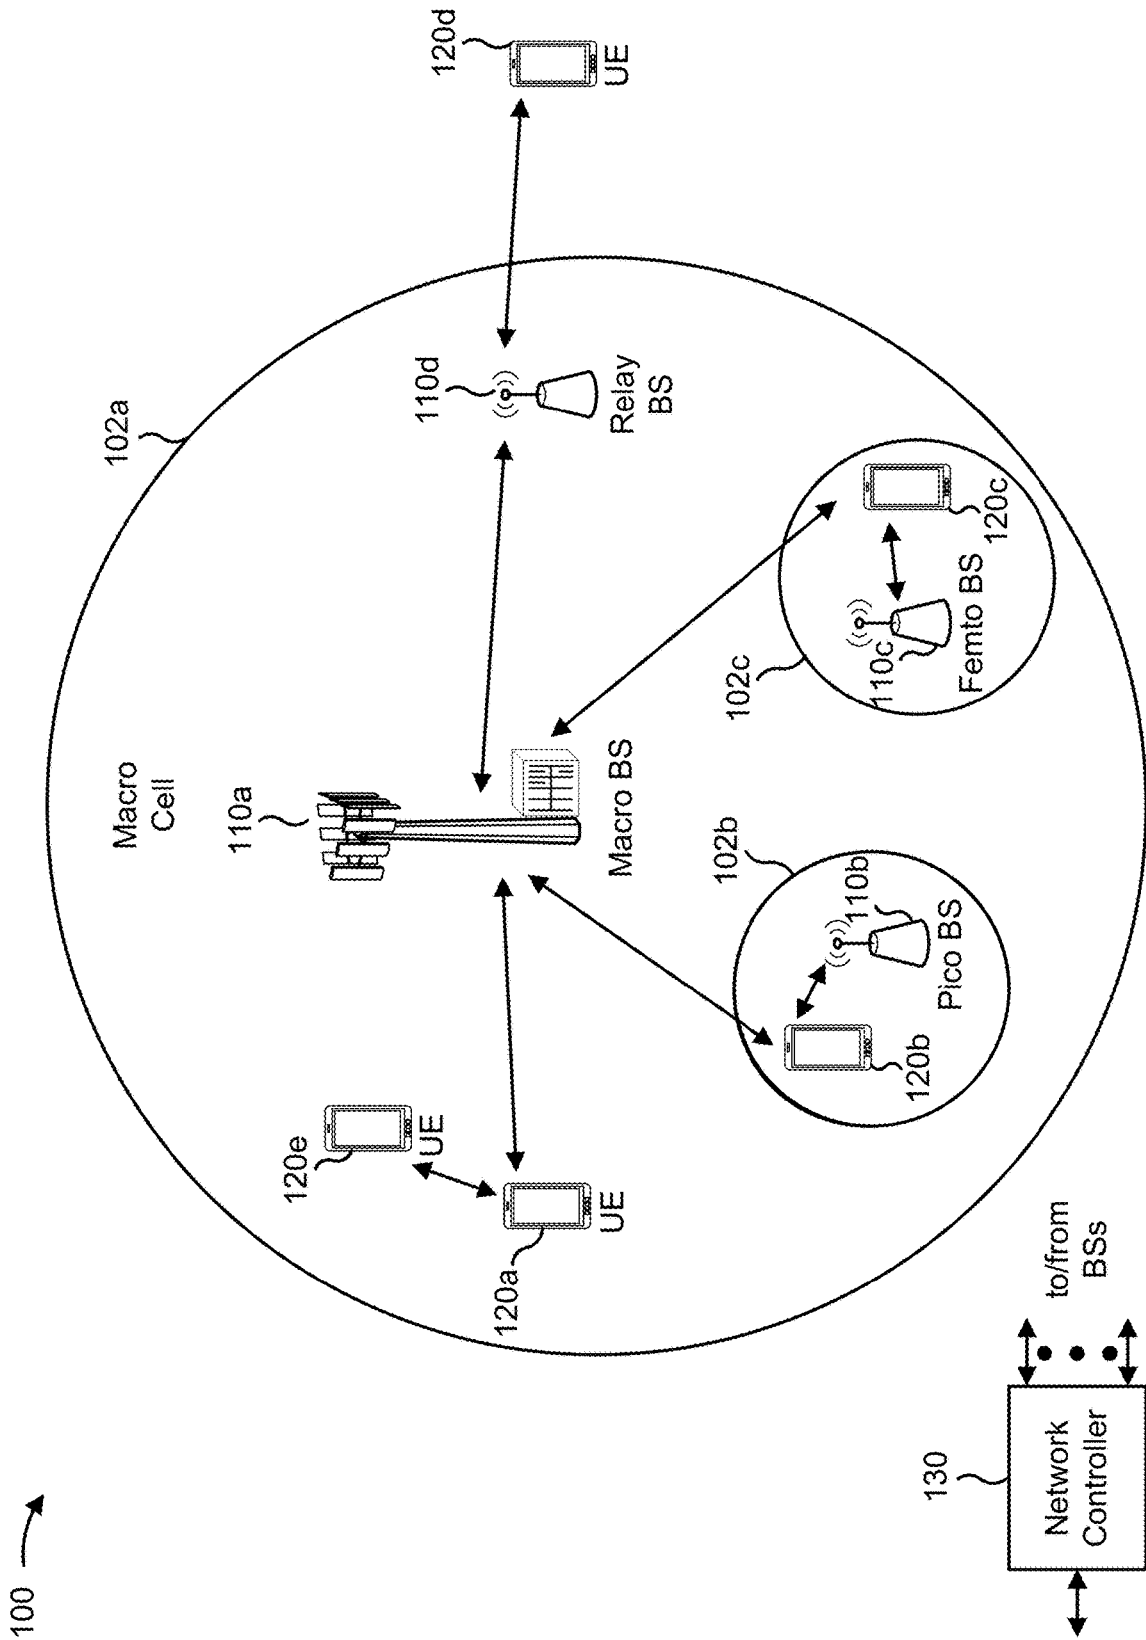 100
102a
Macro
Cell
110a
120e
UE
120a
UE
Macro BS
110d
Relay
BS
120d
UE
102b
110b
Pico BS
120b
102c
110c
Femto BS
120c
130
Network
Controller
to/from
BSs